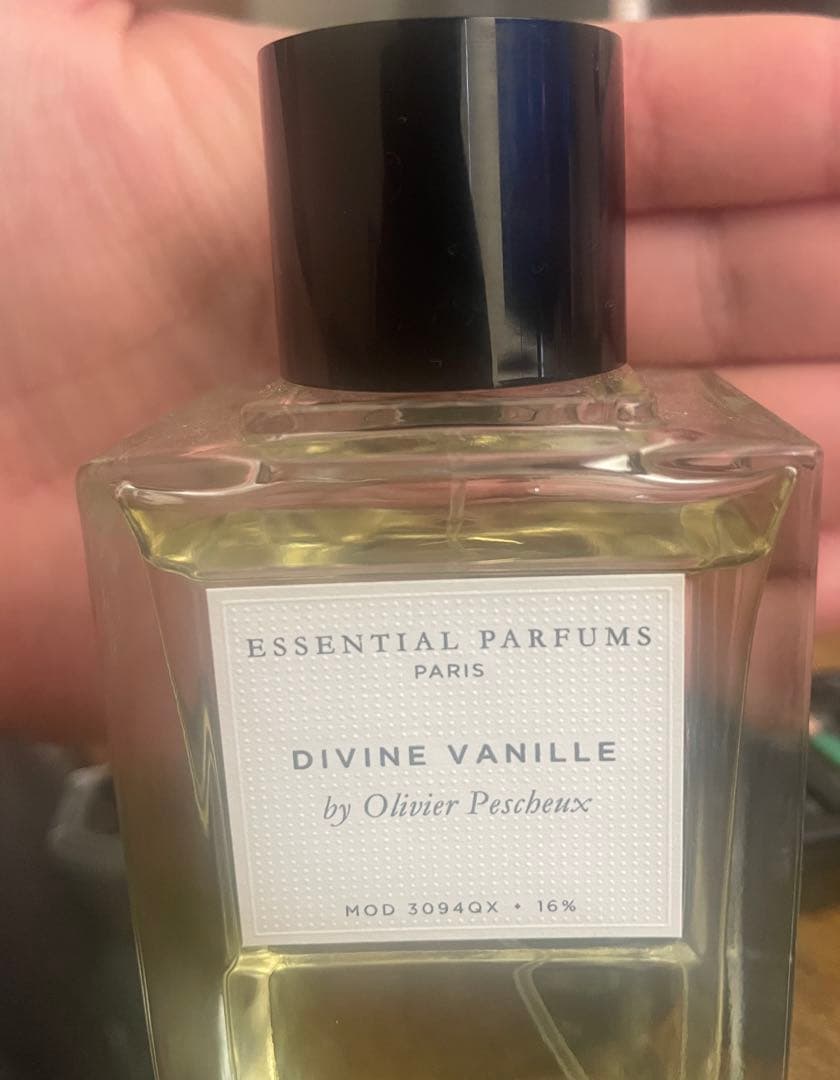 ESSENTIAL PARFUMS
PARIS
DIVINE VANILLE
by Olivier Pescheux
MOD 3094QX • 16%